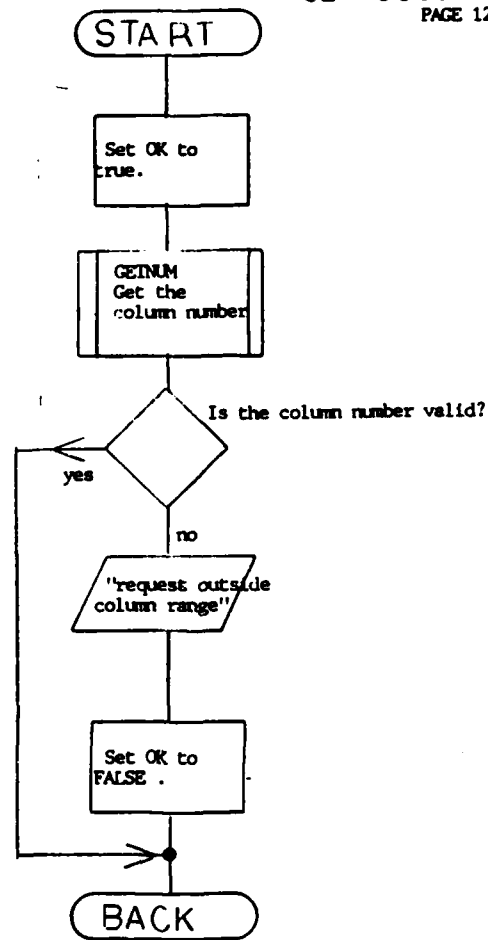 PAGE 12
START
Set OK to
true.
GETNUM
Get the
column number
Is the column number valid?
yes
no
"request outside
column range"
Set OK to
FALSE .
BACK